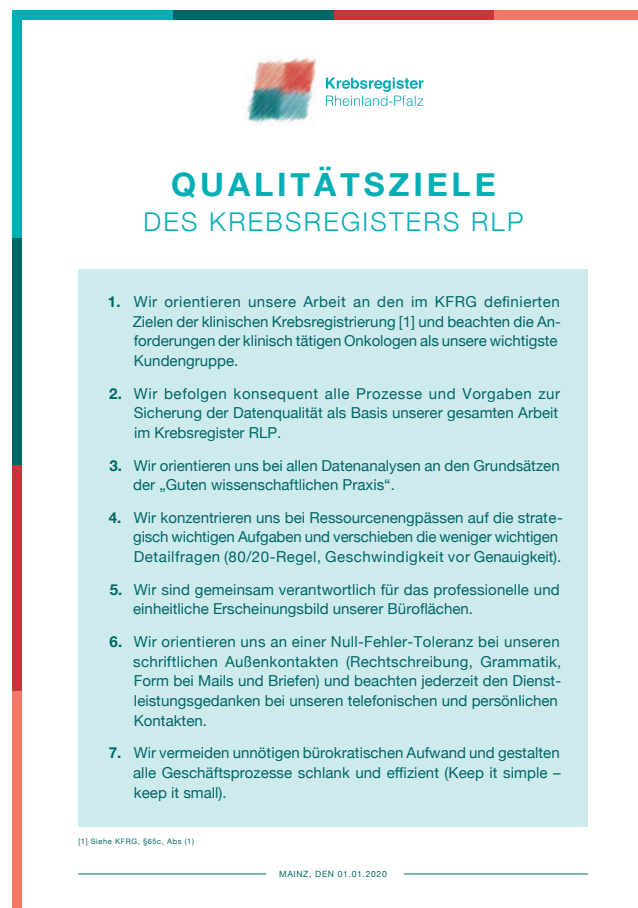 Krebsregister
Rheinland-Pfalz
QUALITÄTSZIELE
DES KREBSREGISTERS RLP
1. Wir orientieren unsere Arbeit an den im KFRG definierten
Zielen der klinischen Krebsregistrierung [1] und beachten die An-
forderungen der klinisch tätigen Onkologen als unsere wichtigste
Kundengruppe.
2. Wir befolgen konsequent alle Prozesse und Vorgaben zur
Sicherung der Datenqualität als Basis unserer gesamten Arbeit
im Krebsregister RLP.
3. Wir orientieren uns bei allen Datenanalysen an den Grundsätzen
der „Guten wissenschaftlichen Praxis“.
4. Wir konzentrieren uns bei Ressourcenengpässen auf die strate-
gisch wichtigen Aufgaben und verschieben die weniger wichtigen
Detailfragen (80/20-Regel, Geschwindigkeit vor Genauigkeit).
5. Wir sind gemeinsam verantwortlich für das professionelle und
einheitliche Erscheinungsbild unserer Büroflächen.
6. Wir orientieren uns an einer Null-Fehler-Toleranz bei unseren
schriftlichen Außenkontakten (Rechtschreibung, Grammatik,
Form bei Mails und Briefen) und beachten jederzeit den Dienst-
leistungsgedanken bei unseren telefonischen und persönlichen
Kontakten.
7. Wir vermeiden unnötigen bürokratischen Aufwand und gestalten
alle Geschäftsprozesse schlank und effizient (Keep it simple –
keep it small).
[1] Siehe KFRG, §65c, Abs (1)
MAINZ, DEN 01.01.2020